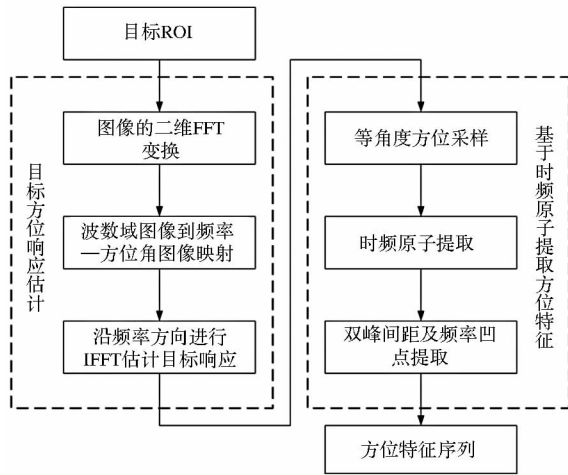 目标ROI
目标方位响应估计
图像的二维FFT
变换
波数域图像到频率
—方位角图像映射
沿频率方向进行
IFFT估计目标响应
等角度方位采样
时频原子提取
双峰间距及频率凹
点提取
基于时频原子提取方位特征
方位特征序列